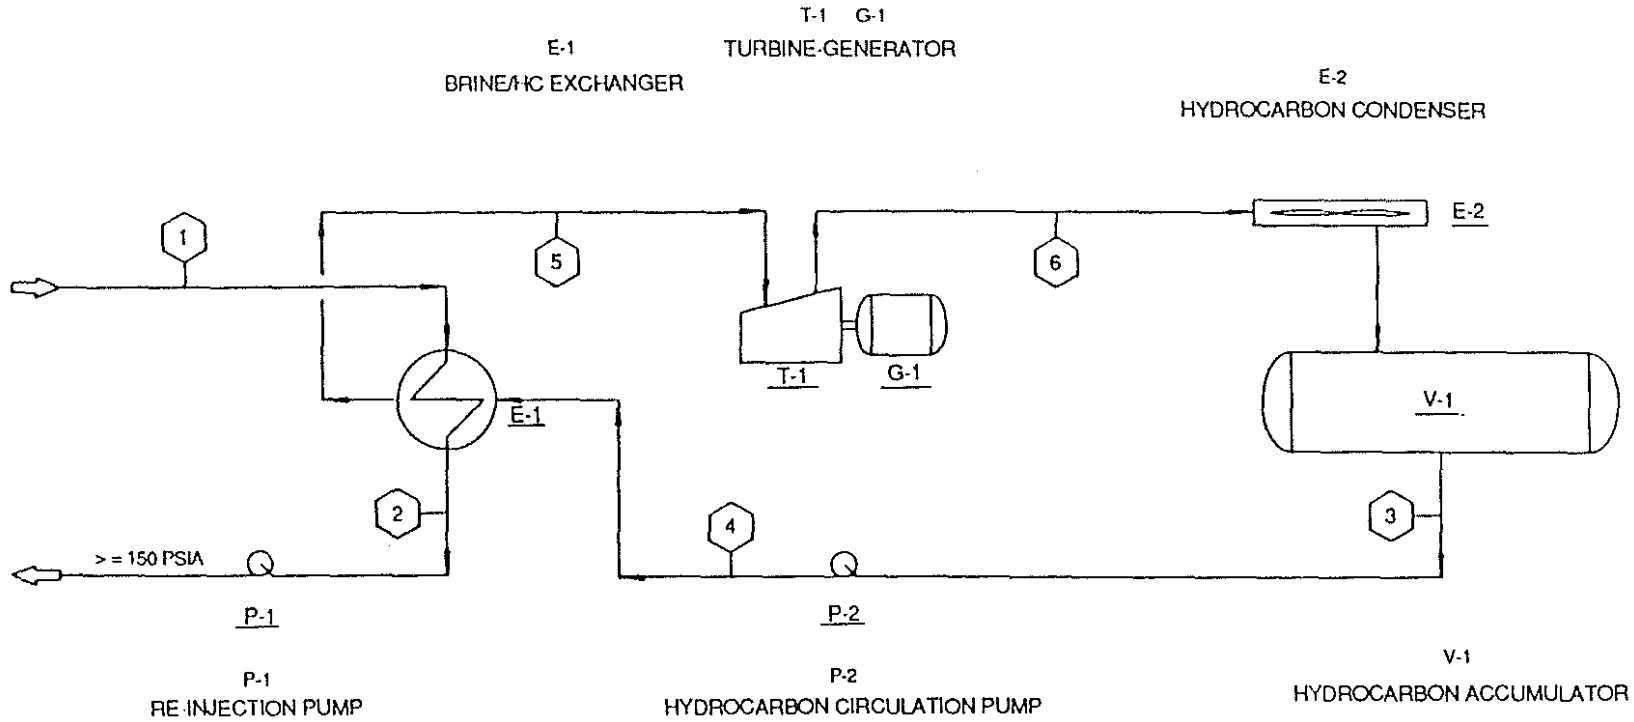 T-1 G-1
TURBINE-GENERATOR
E-1
BRINE/HC EXCHANGER
E-2
HYDROCARBON CONDENSER
1
5
6
E-2
T-1
G-1
E-1
V-1
2
4
3
> = 150 PSIA
P-1
P-2
P-1
RE-INJECTION PUMP
P-2
HYDROCARBON CIRCULATION PUMP
V-1
HYDROCARBON ACCUMULATOR